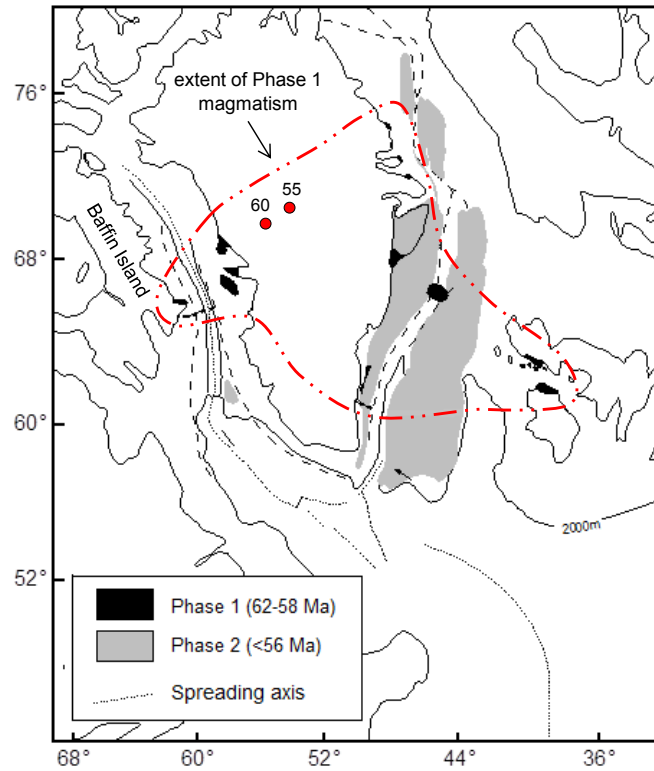 76°
extent of Phase 1
magmatism
55
60
Baffin Island
68°
60°
2000m
52°
Phase 1 (62-58 Ma)
Phase 2 (<56 Ma)
Spreading axis
68°
60°
52°
44°
36°